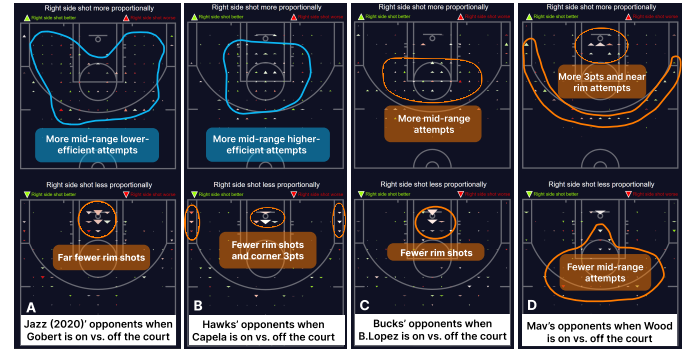 Right side shot more proportionally
Right side shot better
Right side shot worse
More mid-range lower-
efficient attempts
Right side shot less proportionally
Right side shot better
Right side shot worse
Far fewer rim shots
A
Jazz (2020)' opponents when
Gobert is on vs. off the court
Right side shot more proportionally
Right side shot better
Right side shot worse
More mid-range higher-
efficient attempts
Right side shot less proportionally
Right side shot better
Right side shot worse
Fewer rim shots
and corner 3pts
B
Hawks' opponents when
Capela is on vs. off the court
Right side shot more proportionally
Right side shot better
Right side shot worse
More mid-range
attempts
Right side shot less proportionally
Right side shot better
Right side shot worse
Fewer rim shots
C
Bucks' opponents when
B.Lopez is on vs. off the court
Right side shot more proportionally
Right side shot better
Right side shot worse
More 3pts and near
rim attempts
Right side shot less proportionally
Right side shot better
Right side shot worse
Fewer mid-range
attempts
D
Mav's opponents when Wood
is on vs. off the court